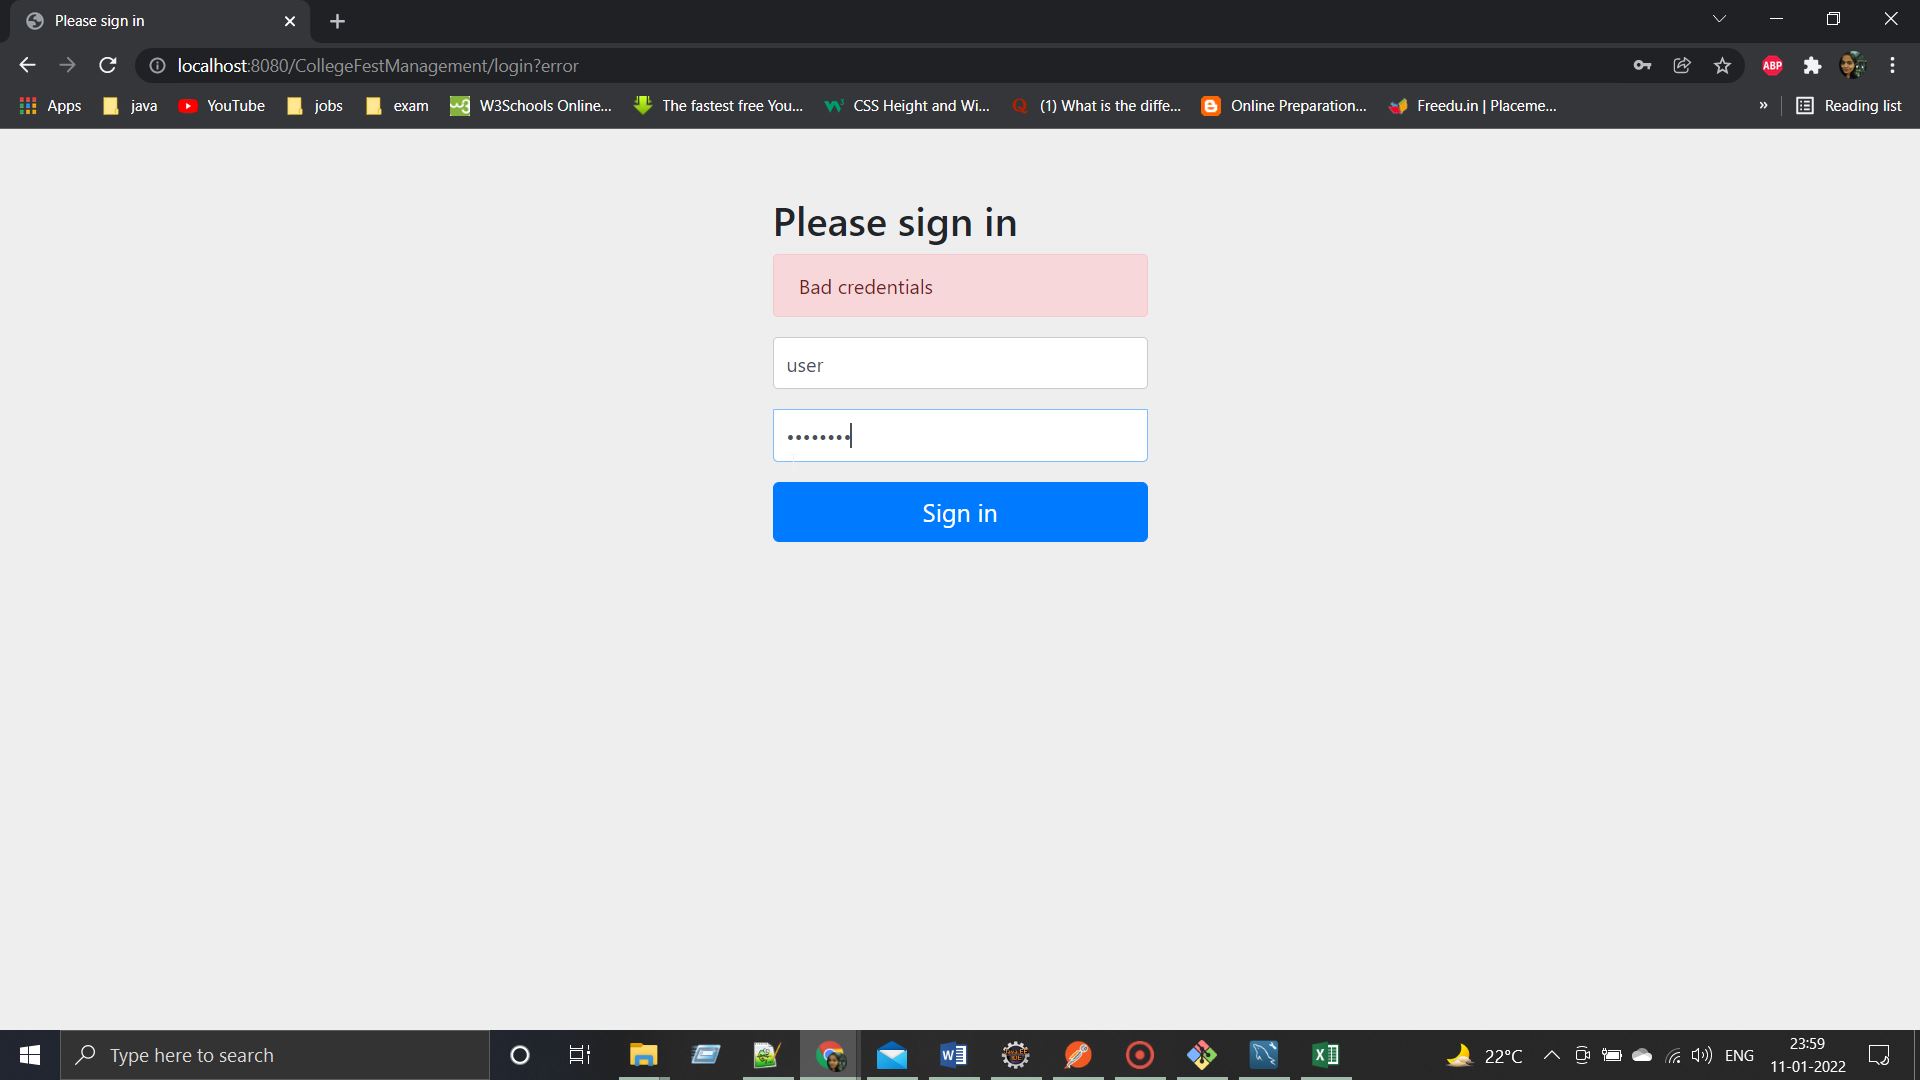 Please sign in
localhost:8080/CollegeFestManagement/login?error
ABP
Apps java YouTube jobs exam W3Schools Online... The fastest free You... CSS Height and Wi... (1) What is the diffe... Online Preparation... Freedu.in | Placeme... » Reading list
Please sign in
Bad credentials
user
Sign in
Type here to search
22°C
ENG
23:59
11-01-2022